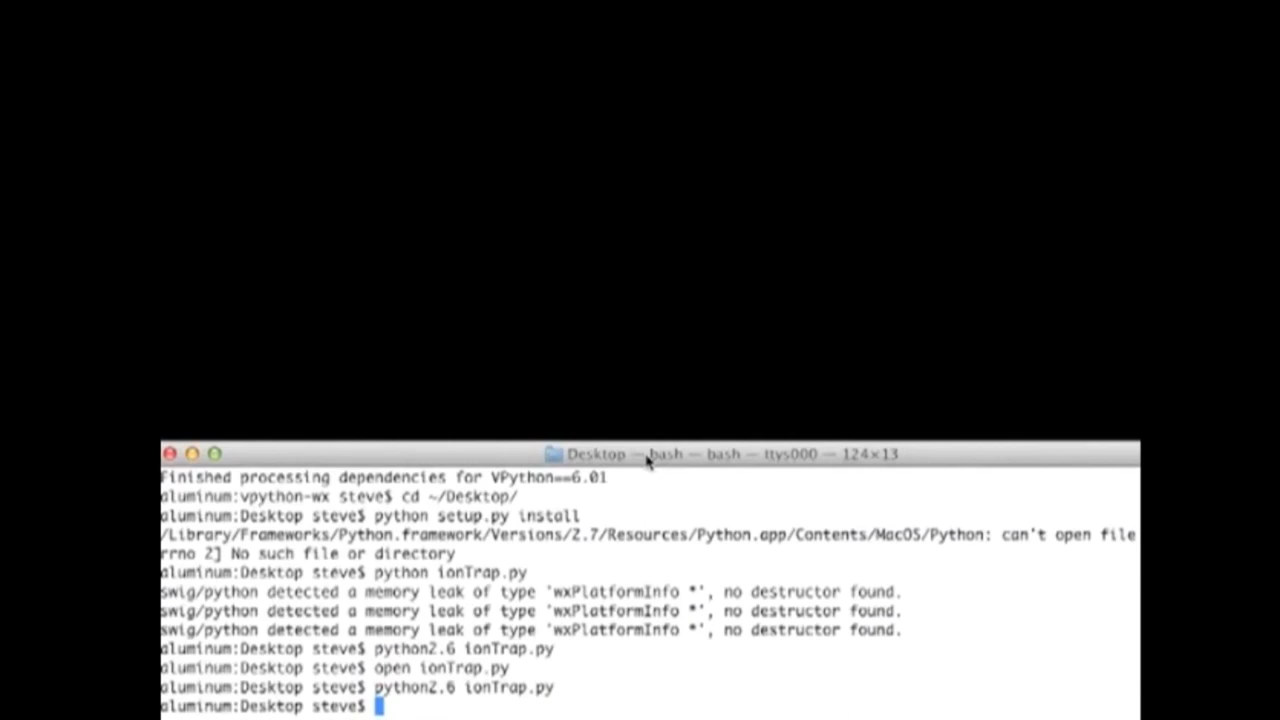 Desktop — bash — bash — ttys000 — 124×13
Finished processing dependencies for VPython==6.01
aluminum:vpython-wx steve$ cd ~/Desktop/
aluminum:Desktop steve$ python setup.py install
/Library/Frameworks/Python.framework/Versions/2.7/Resources/Python.app/Contents/MacOS/Python: can't open file
rrno 2] No such file or directory
aluminum:Desktop steve$ python ionTrap.py
swig/python detected a memory leak of type 'wxPlatformInfo *', no destructor found.
swig/python detected a memory leak of type 'wxPlatformInfo *', no destructor found.
swig/python detected a memory leak of type 'wxPlatformInfo *', no destructor found.
aluminum:Desktop steve$ python2.6 ionTrap.py
aluminum:Desktop steve$ open ionTrap.py
aluminum:Desktop steve$ python2.6 ionTrap.py
aluminum:Desktop steve$